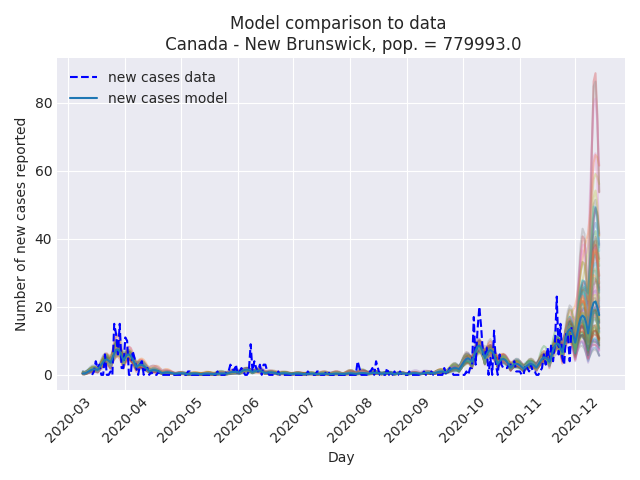 Model comparison to data
Canada - New Brunswick, pop. = 779993.0
new cases data
new cases model
Number of new cases reported
80
60
40
20
0
2020-03
2020-04
2020-05
2020-06
2020-07
2020-08
2020-09
2020-10
2020-11
2020-12
Day